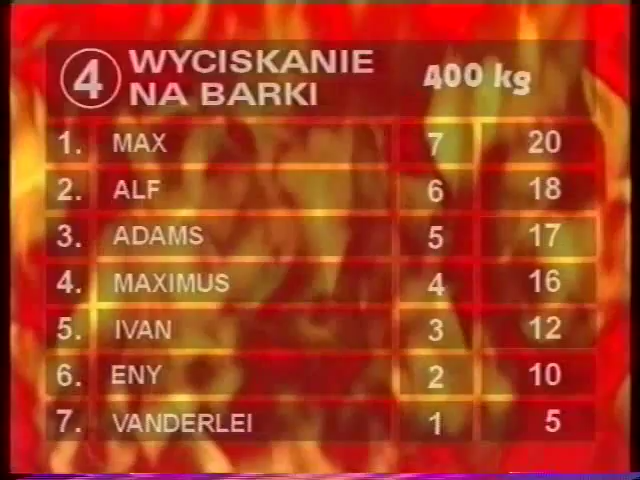 4 WYCISKANIE NA BARKI 400 kg
1. MAX 7 20
2. ALF 6 18
3. ADAMS 5 17
4. MAXIMUS 4 16
5. IVAN 3 12
6. ENY 2 10
7. VANDERLEI 1 5